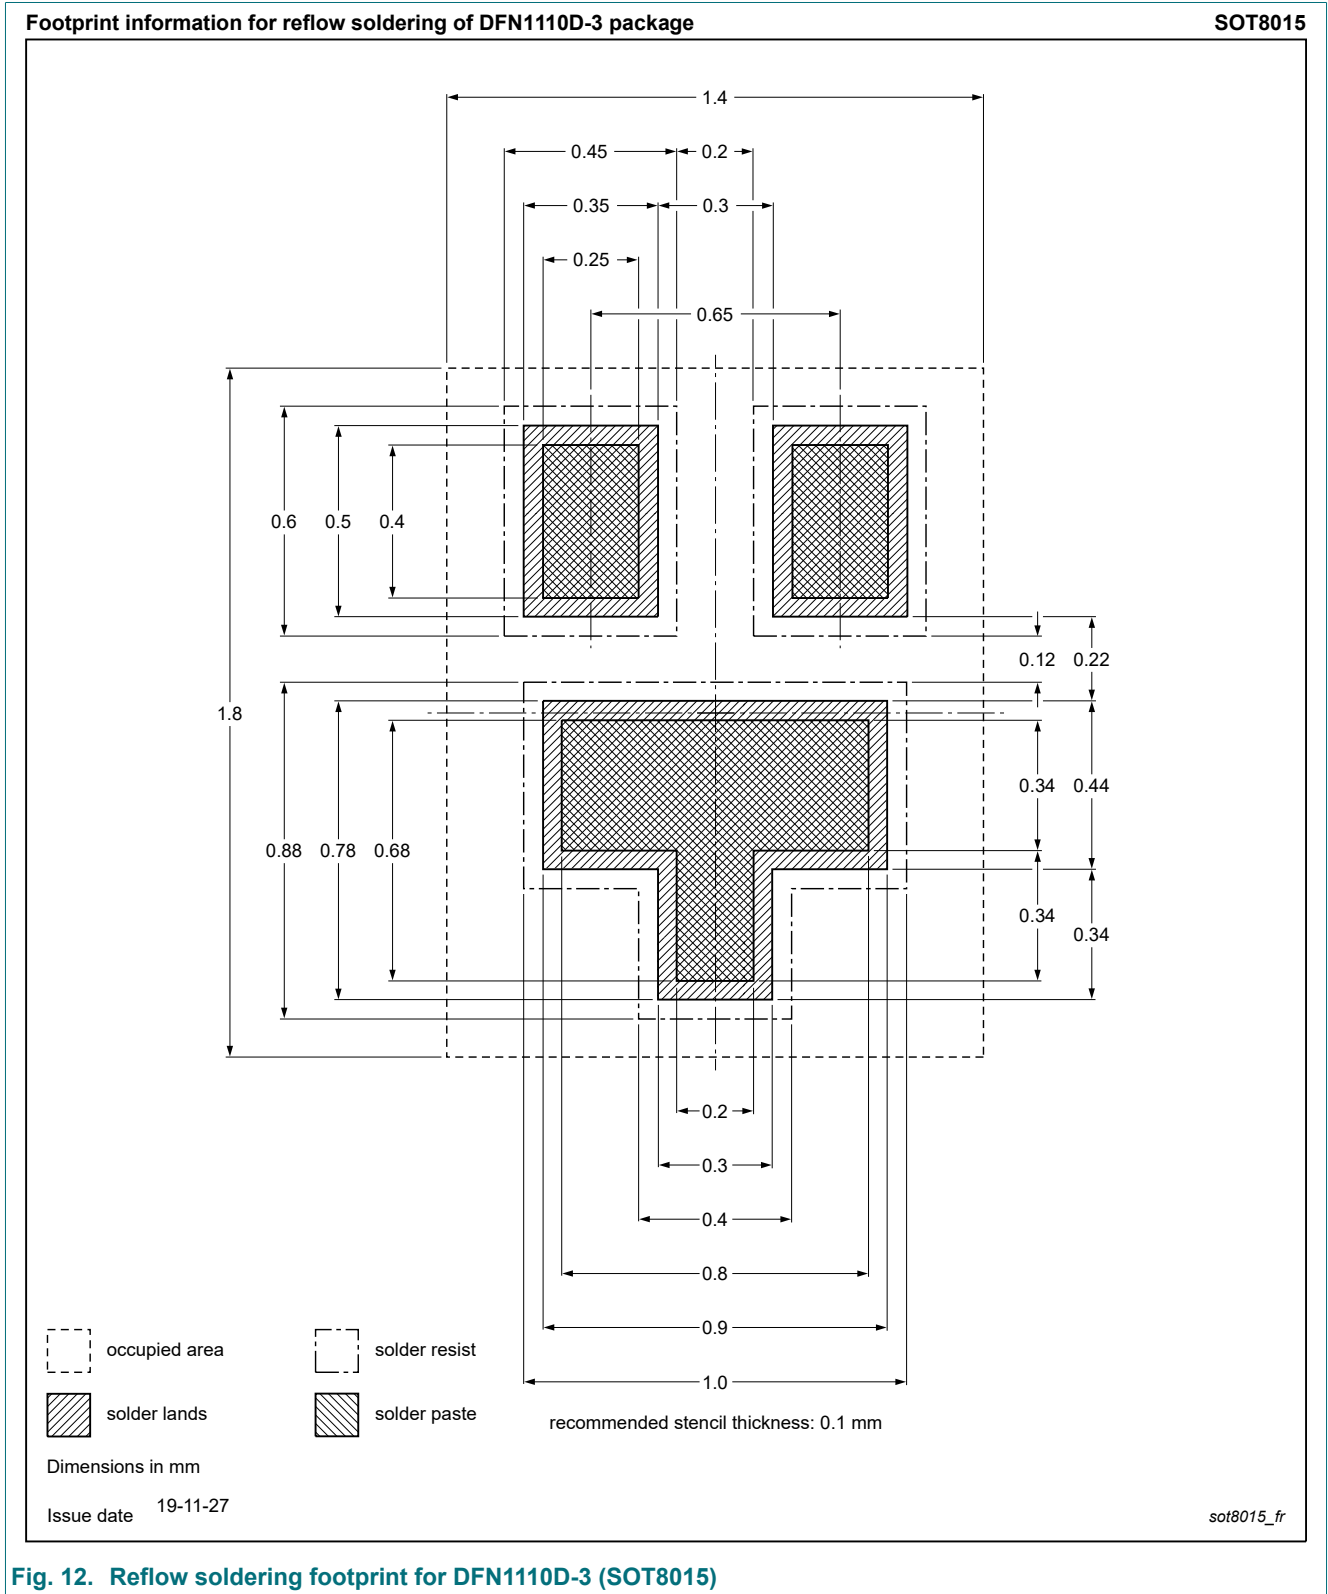 Footprint information for reflow soldering of DFN1110D-3 package SOT8015
1.4
0.45 0.2
0.35 0.3
0.25
0.65
0.6 0.5 0.4
0.12 0.22
1.8
0.34 0.44
0.88 0.78 0.68
0.34
0.34
0.2
0.3
0.4
0.8
0.9
1.0
occupied area solder resist
solder lands solder paste
recommended stencil thickness: 0.1 mm
Dimensions in mm
Issue date 19-11-27
sot8015_fr
Fig. 12. Reflow soldering footprint for DFN1110D-3 (SOT8015)